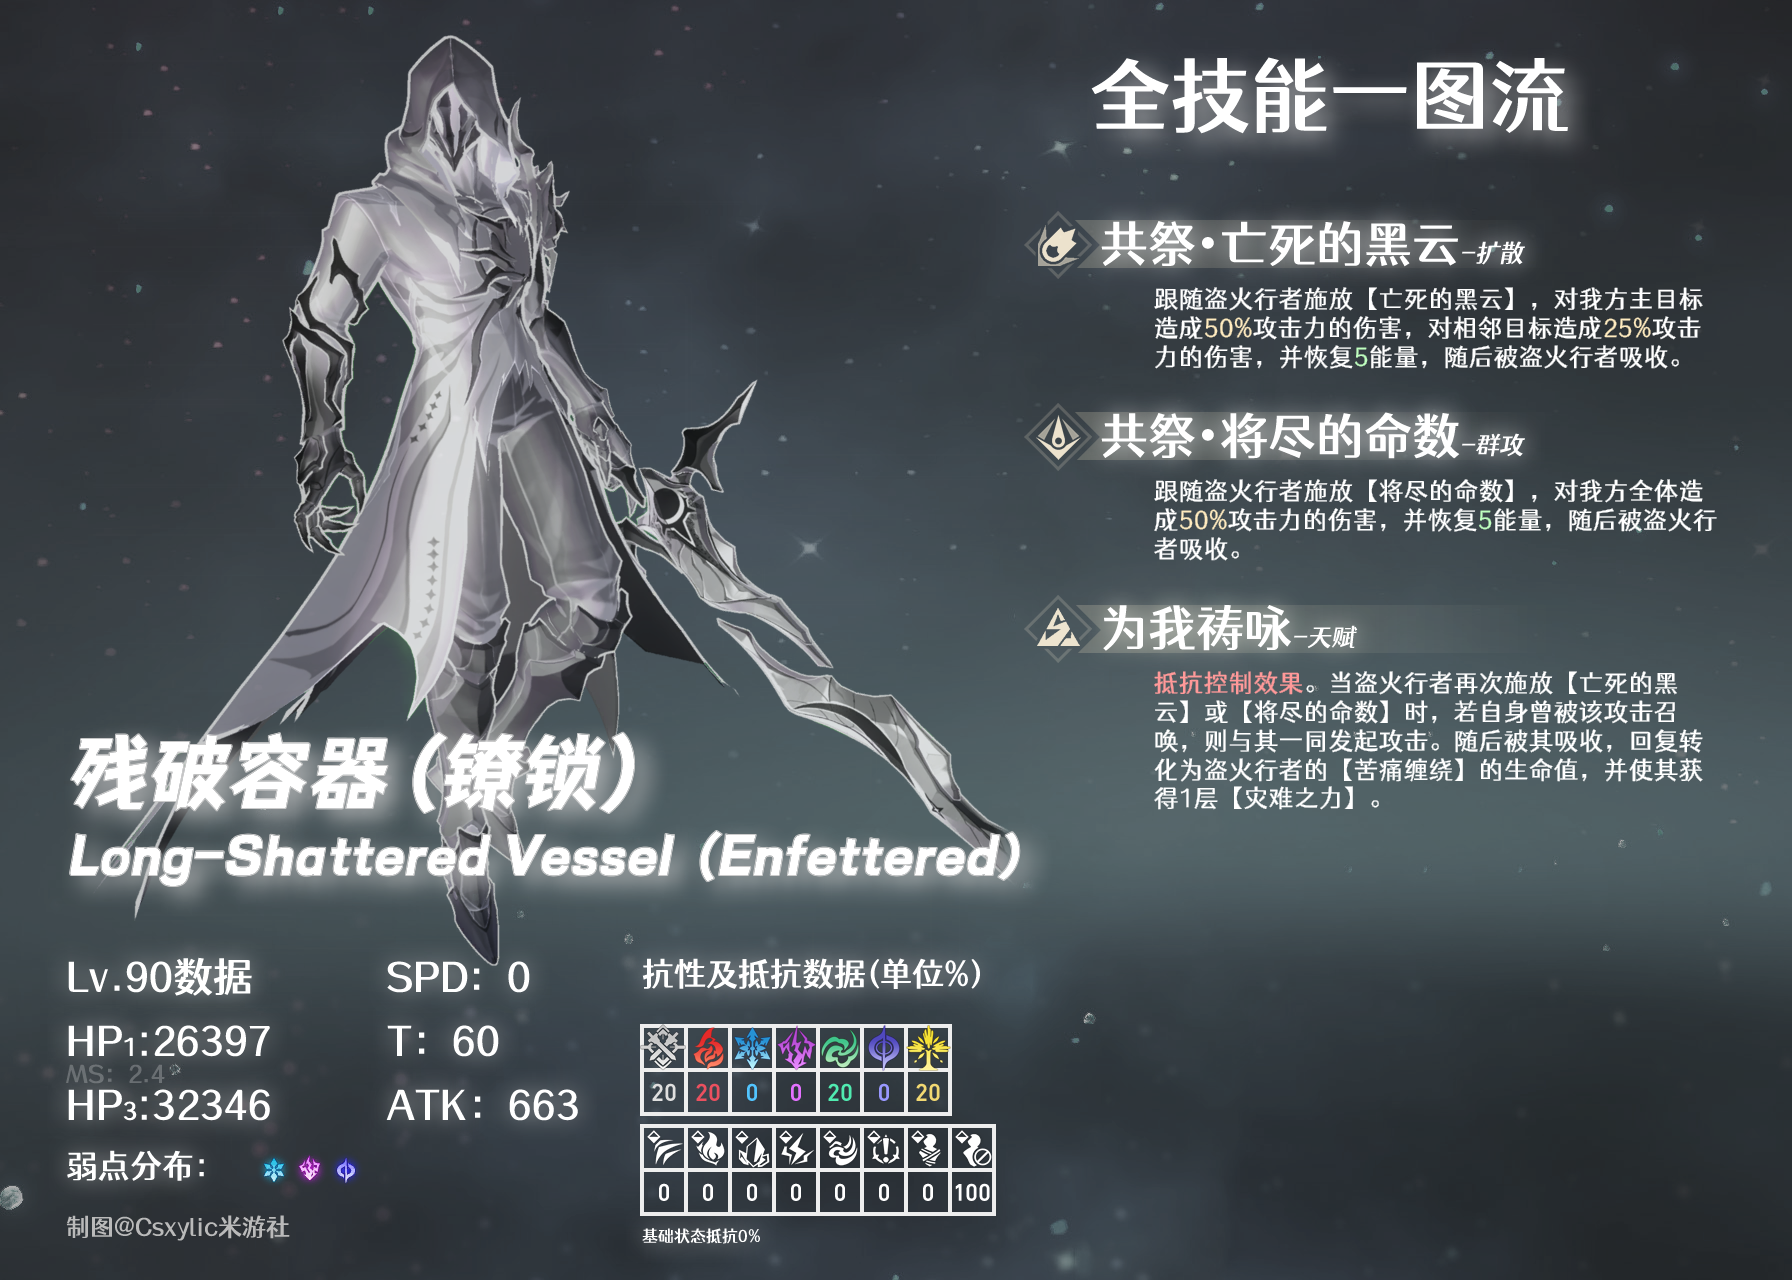 全技能一图流
共祭·亡死的黑云-扩散
跟随盗火行者施放【亡死的黑云】，对我方主目标
造成50%攻击力的伤害，对相邻目标造成25%攻击
力的伤害，并恢复5能量，随后被盗火行者吸收。
共祭·将尽的命数-群攻
跟随盗火行者施放【将尽的命数】，对我方全体造
成50%攻击力的伤害，并恢复5能量，随后被盗火行
者吸收。
为我祷咏-天赋
抵抗控制效果。当盗火行者再次施放【亡死的黑
云】或【将尽的命数】时，若自身曾被该攻击召
唤，则与其一同发起攻击。随后被其吸收，回复转
化为盗火行者的【苦痛缠绕】的生命值，并使其获
得1层【灾难之力】。
残破容器（镣锁）
Long-Shattered Vessel (Enfettered)
Lv.90数据
SPD: 0
HP1:26397
T: 60
MS: 2.4
HP3:32346
ATK: 663
弱点分布:
制图@Csxylic米游社
抗性及抵抗数据(单位%)
20 20 0 0 20 0 20
0 0 0 0 0 0 0 100
基础状态抵抗0%